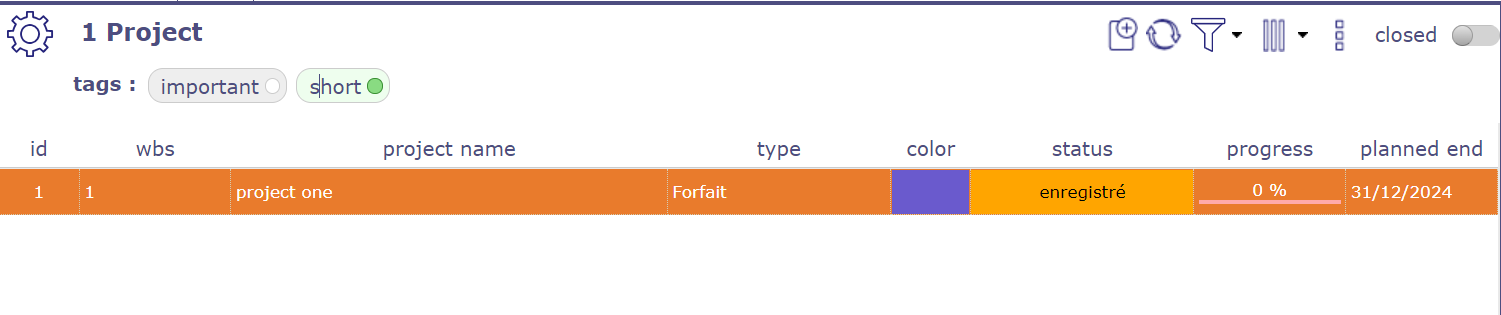 1 Project
closed
tags :
important
short
id wbs project name type color status progress planned end
1 1 project one Forfait enregistré 0 % 31/12/2024